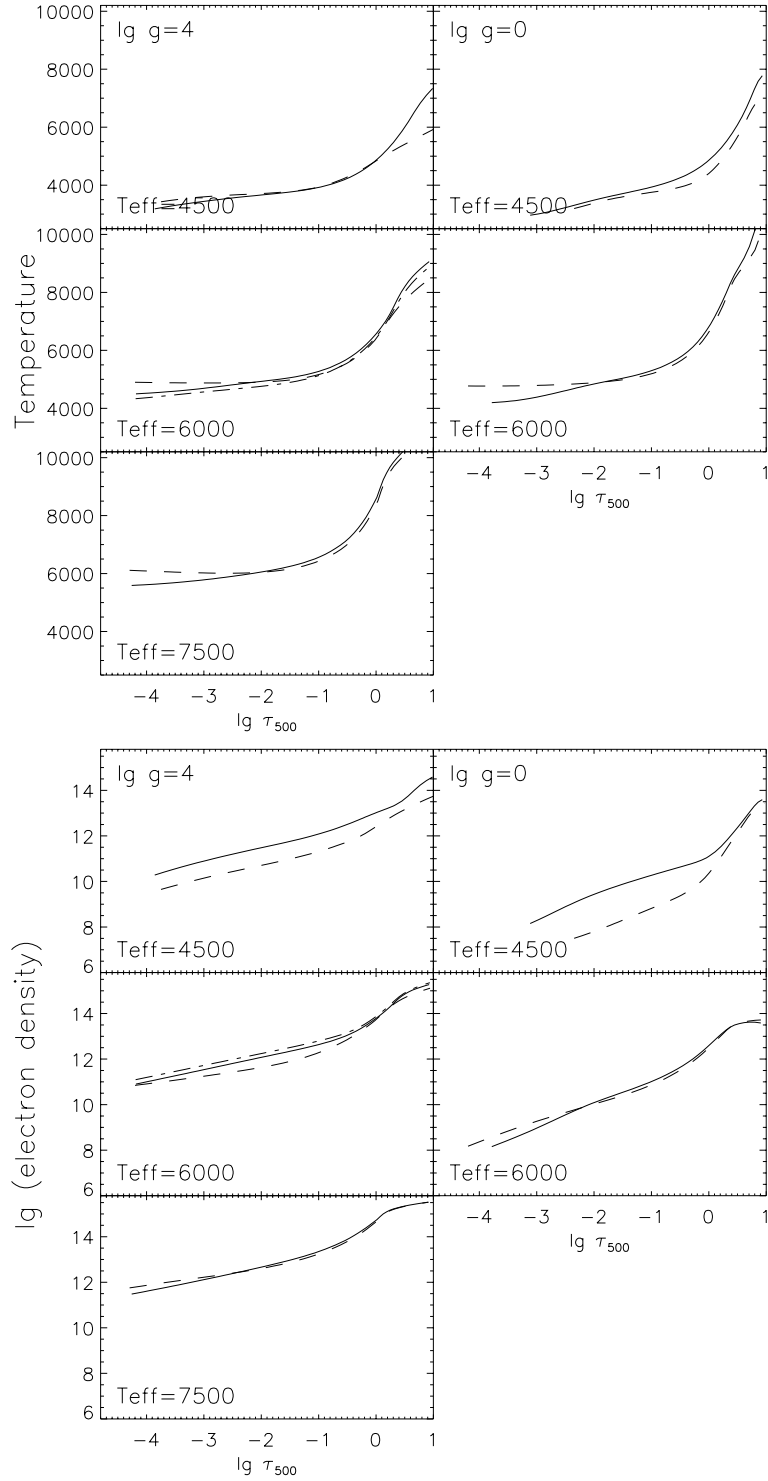 lg g=4
lg g=0
10000
8000
6000
4000
Teff=4500
Teff=4500
10000
8000
6000
4000
Temperature
Teff=6000
Teff=6000
−4 −3 −2 −1 0 1
lg τ500
10000
8000
6000
4000
Teff=7500
−4 −3 −2 −1 0 1
lg τ500
lg g=4
lg g=0
14
12
10
8
6
Teff=4500
Teff=4500
14
12
10
8
6
lg (electron density)
Teff=6000
Teff=6000
−4 −3 −2 −1 0 1
lg τ500
14
12
10
8
6
Teff=7500
−4 −3 −2 −1 0 1
lg τ500